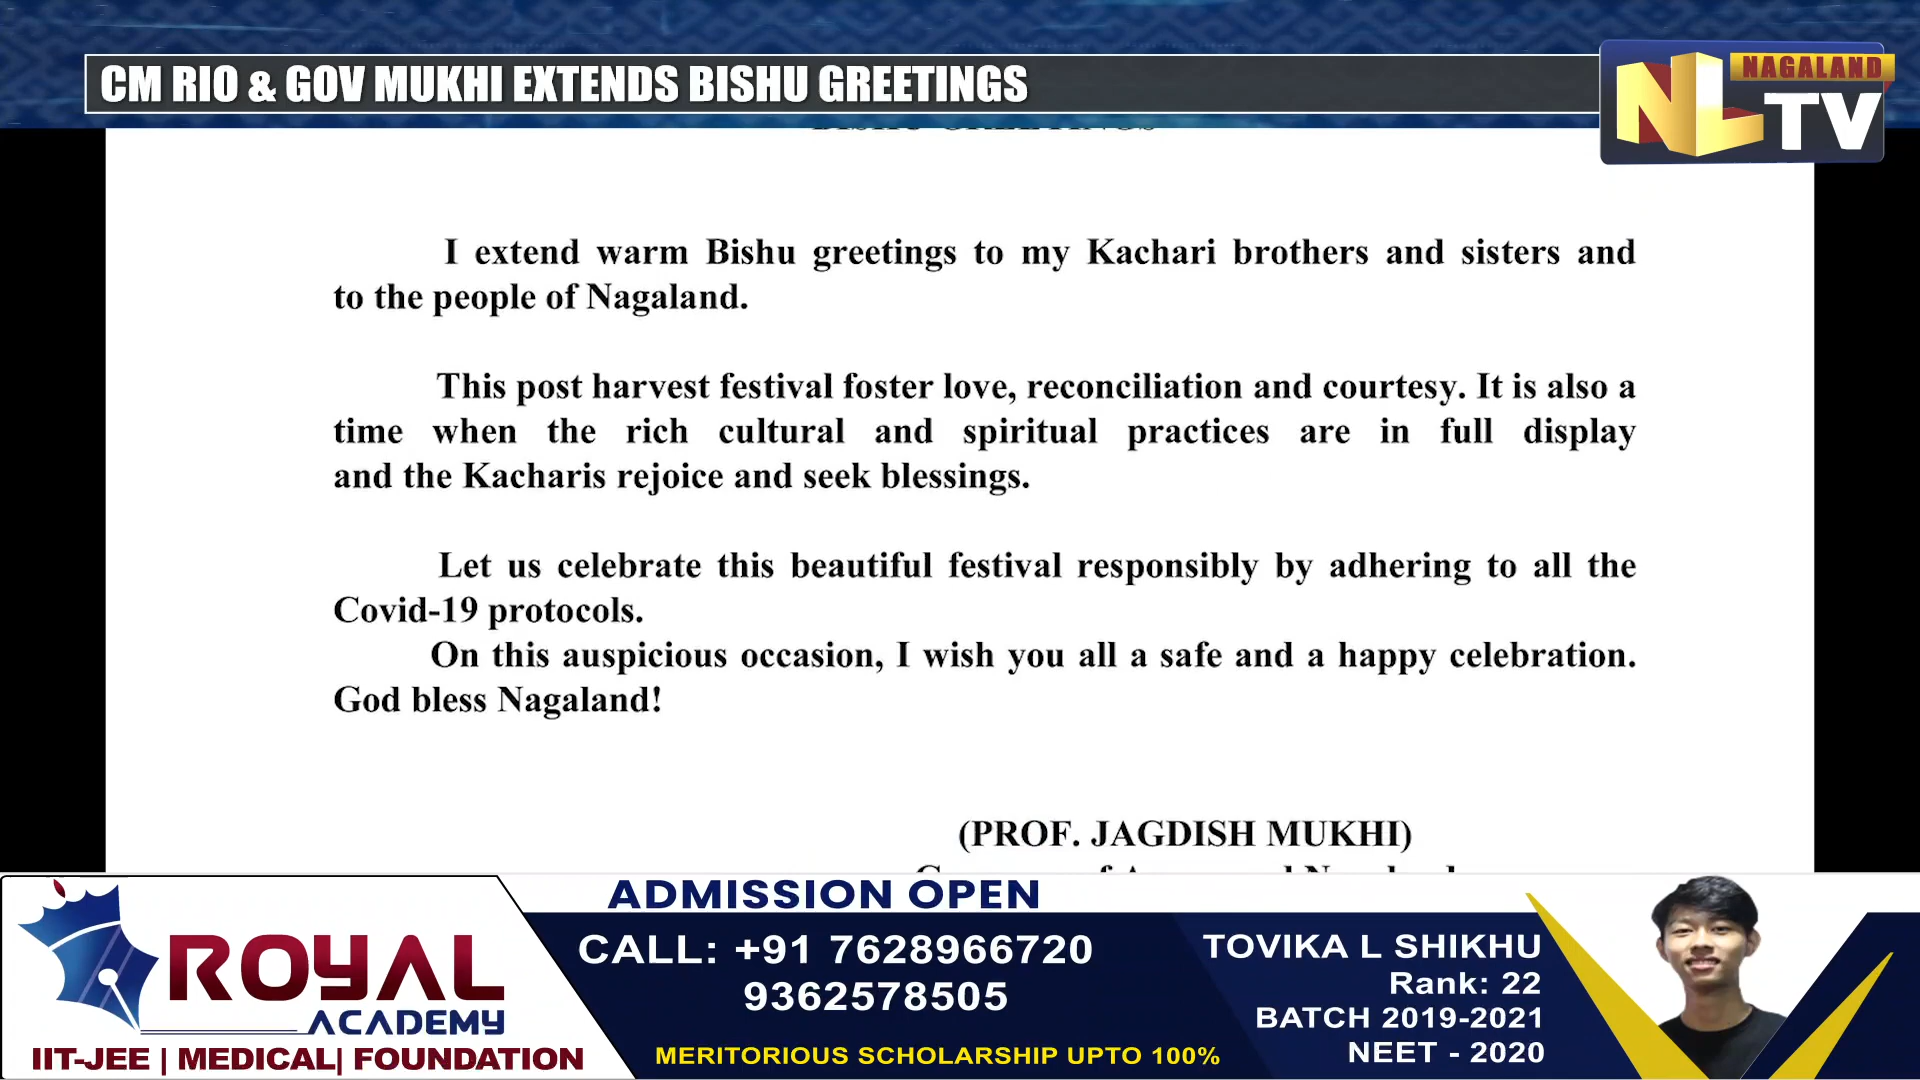 CM RIO & GOV MUKHI EXTENDS BISHU GREETINGS
NAGALAND
NL TV
BISHU GREETINGS
I extend warm Bishu greetings to my Kachari brothers and sisters and
to the people of Nagaland.
This post harvest festival foster love, reconciliation and courtesy. It is also a
time when the rich cultural and spiritual practices are in full display
and the Kacharis rejoice and seek blessings.
Let us celebrate this beautiful festival responsibly by adhering to all the
Covid-19 protocols.
On this auspicious occasion, I wish you all a safe and a happy celebration.
God bless Nagaland!
(PROF. JAGDISH MUKHI)
ROYAL
ACADEMY
IIT-JEE | MEDICAL| FOUNDATION
ADMISSION OPEN
CALL: +91 7628966720
9362578505
MERITORIOUS SCHOLARSHIP UPTO 100%
TOVIKA L SHIKHU
Rank: 22
BATCH 2019-2021
NEET - 2020